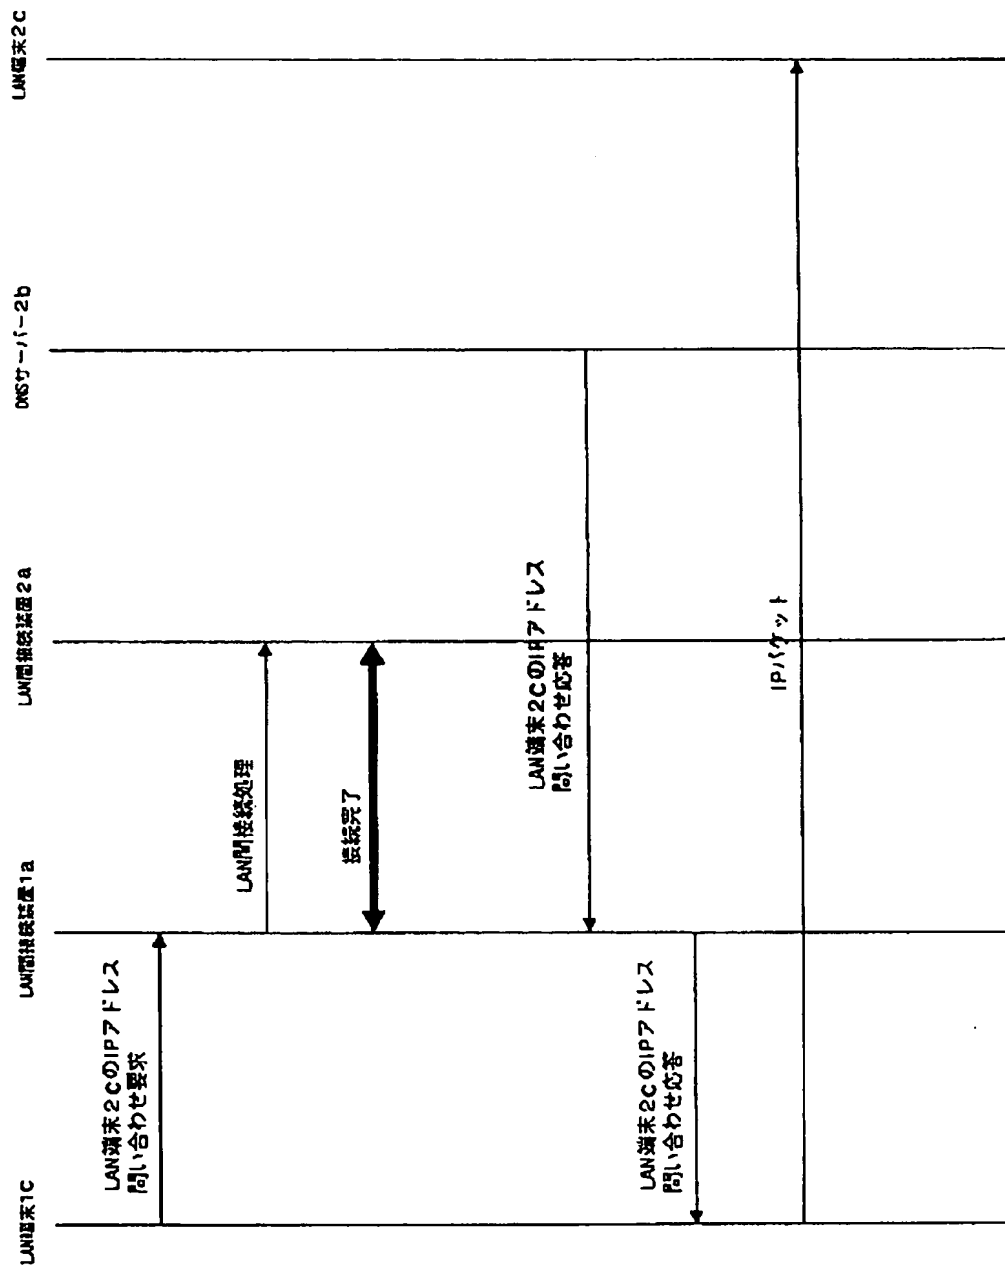 LAN端末1C
LAN間接続装置1a
LAN間接続装置2a
DNSサーバー2b
LAN端末2C
LAN端末2CのIPアドレス
問い合わせ要求
LAN間接続処理
接続完了
LAN端末2CのIPアドレス
問い合わせ応答
LAN端末2CのIPアドレス
問い合わせ応答
IPパケット